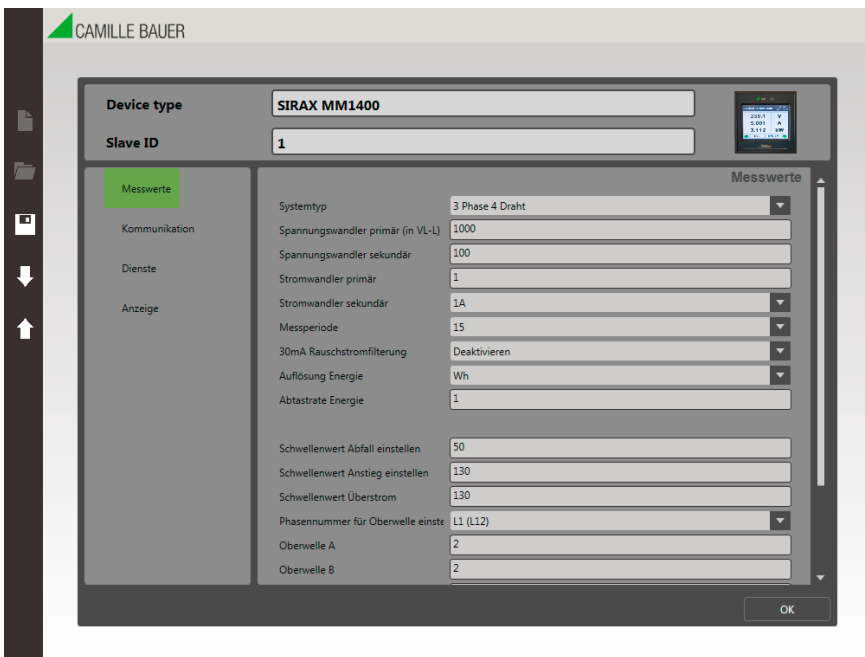 CAMILLE BAUER
Device type SIRAX MM1400
Slave ID 1
Messwerte
Kommunikation
Dienste
Anzeige
Messwerte
Systemtyp 3 Phase 4 Draht
Spannungswandler primär (in VL-L) 1000
Spannungswandler sekundär 100
Stromwandler primär 1
Stromwandler sekundär 1A
Messperiode 15
30mA Rauschstromfilterung Deaktivieren
Auflösung Energie Wh
Abtastrate Energie 1
Schwellenwert Abfall einstellen 50
Schwellenwert Anstieg einstellen 130
Schwellenwert Überstrom 130
Phasennummer für Oberwelle einste L1 (L12)
Oberwelle A 2
Oberwelle B 2
OK